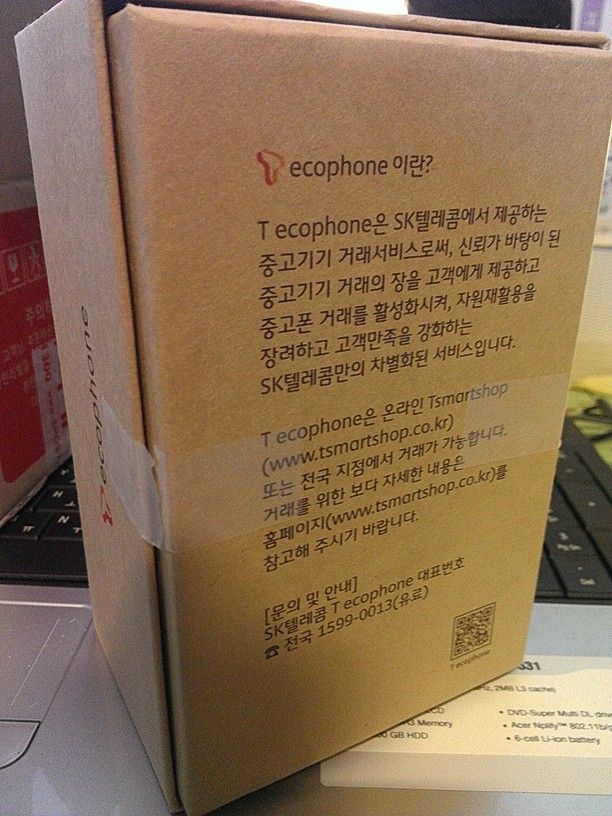 ecophone 이란?
T ecophone은 SK텔레콤에서 제공하는
중고기기 거래서비스로써, 신뢰가 바탕이 된
중고기기 거래의 장을 고객에게 제공하고
중고폰 거래를 활성화시켜, 자원재활용을
장려하고 고객만족을 강화하는
SK텔레콤만의 차별화된 서비스입니다.
T ecophone은 온라인 Tsmartshop
(www.tsmartshop.co.kr)
또는 전국 지점에서 거래가 가능합니다.
거래를 위한 보다 자세한 내용은
홈페이지(www.tsmartshop.co.kr)를
참고해 주시기 바랍니다.
[문의 및 안내]
SK텔레콤 T ecophone 대표번호
☎ 전국 1599-0013(유료)
T ecophone
ecophone
2MB L3 cache)
• DVD-Super Multi DL
Memory
• Acer Nplify™ 802.11b/g
GB HDD
• 6-cell Li-ion battery